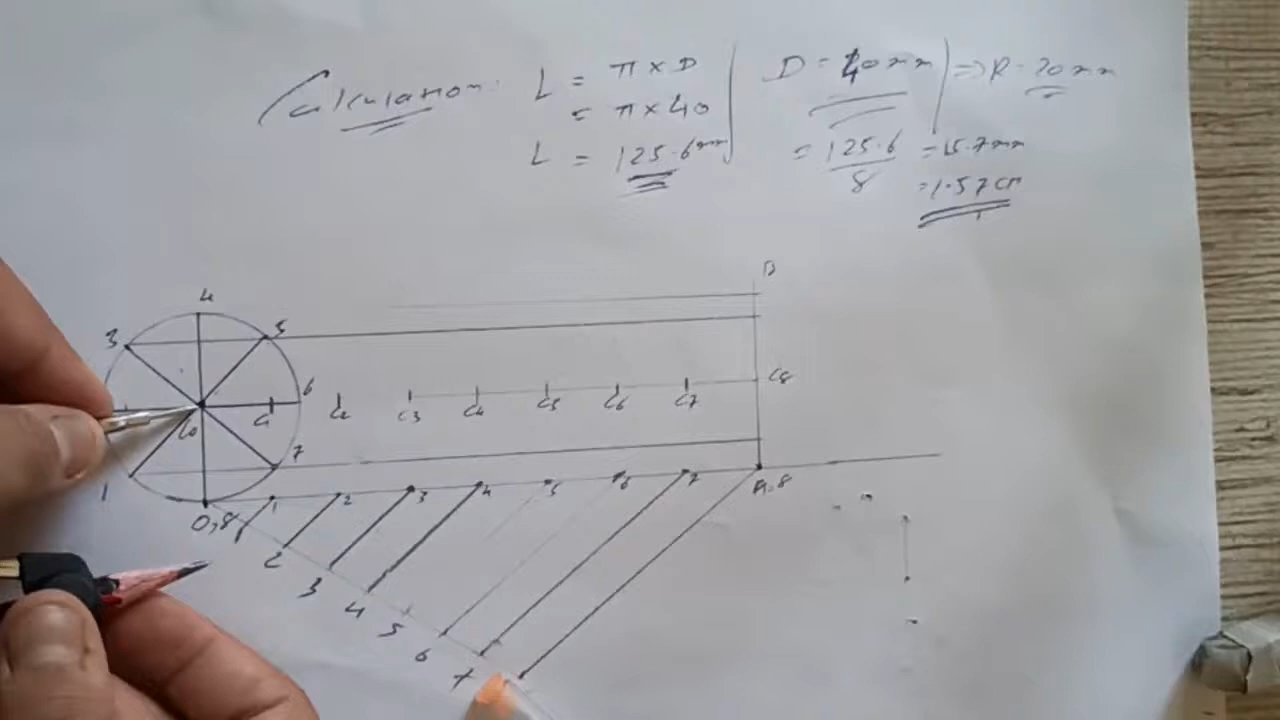 Calculation: L = π × D D = 40mm => R = 20mm
= π × 40
L = 125.6mm = 125.6 / 8 = 15.7mm
= 1.57cm
B
4
3 5
6 C8
C0 C1 C2 C3 C4 C5 C6 C7
7
1
0,8 1 2 3 4 5 6 7 A,8
2
3
4
5
6
7